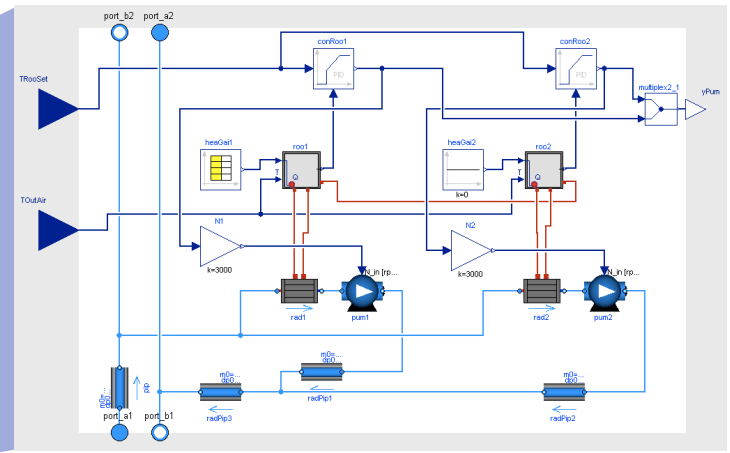 port_b2
port_a2
conRoo1
conRoo2
TRooSet
PID
PID
multiplex2_1
yPum
heaGai1
roo1
heaGai2
roo2
T
Q
T
Q
k=0
TOutAir
N1
N2
k=3000
k=3000
N_in [rp...
N_in [rp...
rad1
pum1
rad2
pum2
m0=...
dp0...
radPip1
m0=...
dp0...
pip
m0=...
dp0...
radPip3
m0=...
dp0...
radPip2
port_a1
port_b1